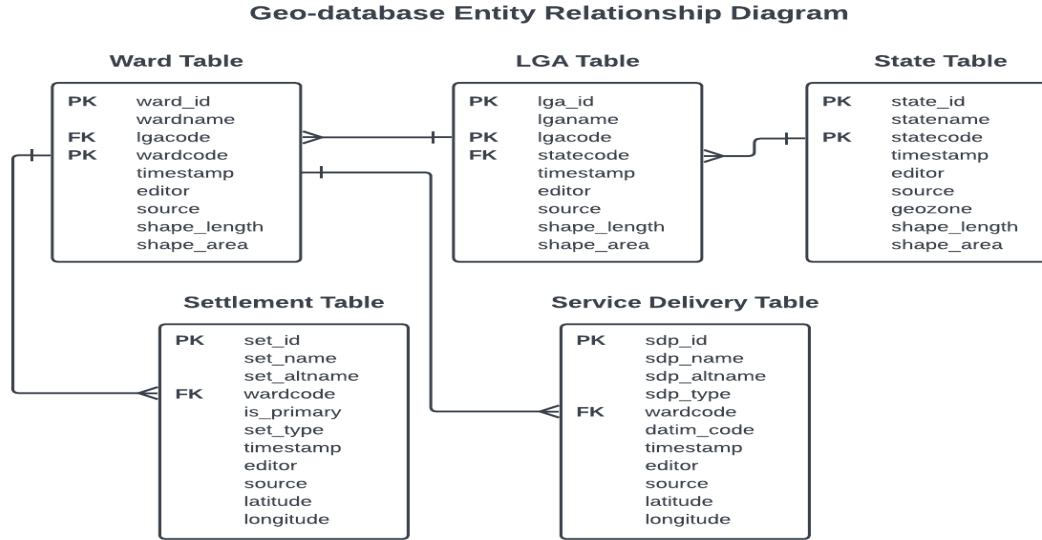 Geo-database Entity Relationship Diagram
Ward Table
PK ward_id
wardname
FK lgacode
PK wardcode
timestamp
editor
source
shape_length
shape_area
LGA Table
PK lga_id
lganame
PK lgacode
FK statecode
timestamp
editor
source
shape_length
shape_area
State Table
PK state_id
statename
PK statecode
timestamp
editor
source
geozone
shape_length
shape_area
Settlement Table
PK set_id
set_name
set_altname
FK wardcode
is_primary
set_type
timestamp
editor
source
latitude
longitude
Service Delivery Table
PK sdp_id
sdp_name
sdp_altname
sdp_type
FK wardcode
datim_code
timestamp
editor
source
latitude
longitude